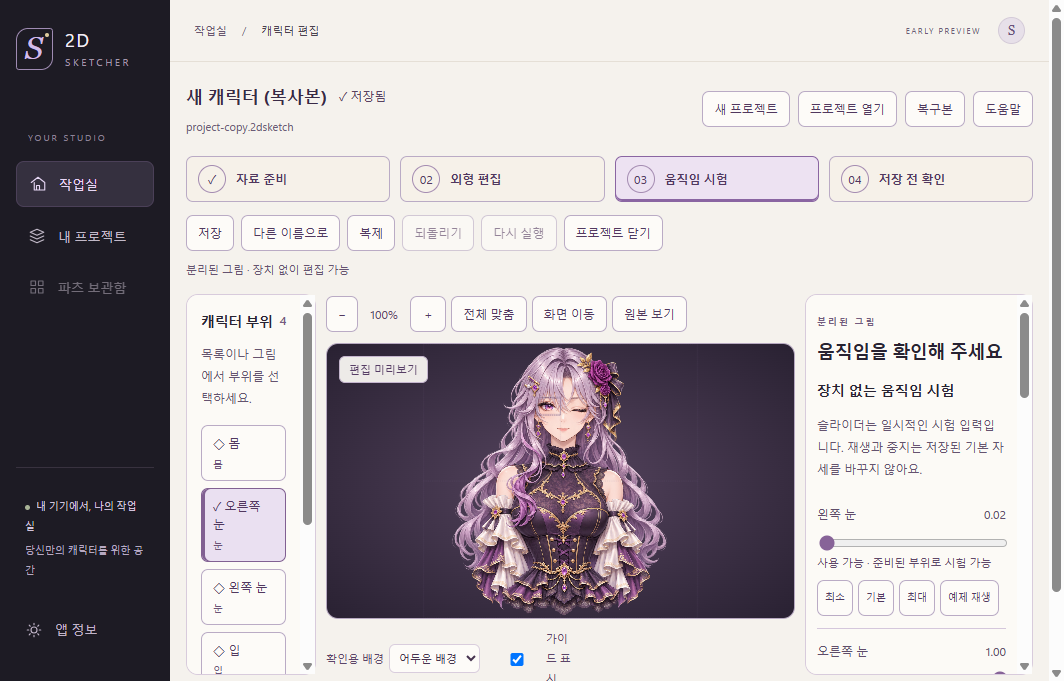 S
2D
SKETCHER
YOUR STUDIO
작업실
내 프로젝트
파츠 보관함
내 기기에서, 나의 작업
실
당신만의 캐릭터를 위한 공
간
앱 정보
작업실 / 캐릭터 편집
EARLY PREVIEW
S
새 캐릭터 (복사본) ✓ 저장됨
project-copy.2dsketch
새 프로젝트
프로젝트 열기
복구본
도움말
✓ 자료 준비
02 외형 편집
03 움직임 시험
04 저장 전 확인
저장
다른 이름으로
복제
되돌리기
다시 실행
프로젝트 닫기
분리된 그림 · 장치 없이 편집 가능
캐릭터 부위 4
목록이나 그림
에서 부위를 선
택하세요.
◇ 몸
몸
✓ 오른쪽
눈
눈
◇ 왼쪽 눈
눈
◇ 입
입
−
100%
+
전체 맞춤
화면 이동
원본 보기
편집 미리보기
확인용 배경
어두운 배경
가이
드 표
시
분리된 그림
움직임을 확인해 주세요
장치 없는 움직임 시험
슬라이더는 일시적인 시험 입력입
니다. 재생과 중지는 저장된 기본 자
세를 바꾸지 않아요.
왼쪽 눈 0.02
사용 가능 · 준비된 부위로 시험 가능
최소
기본
최대
예제 재생
오른쪽 눈 1.00